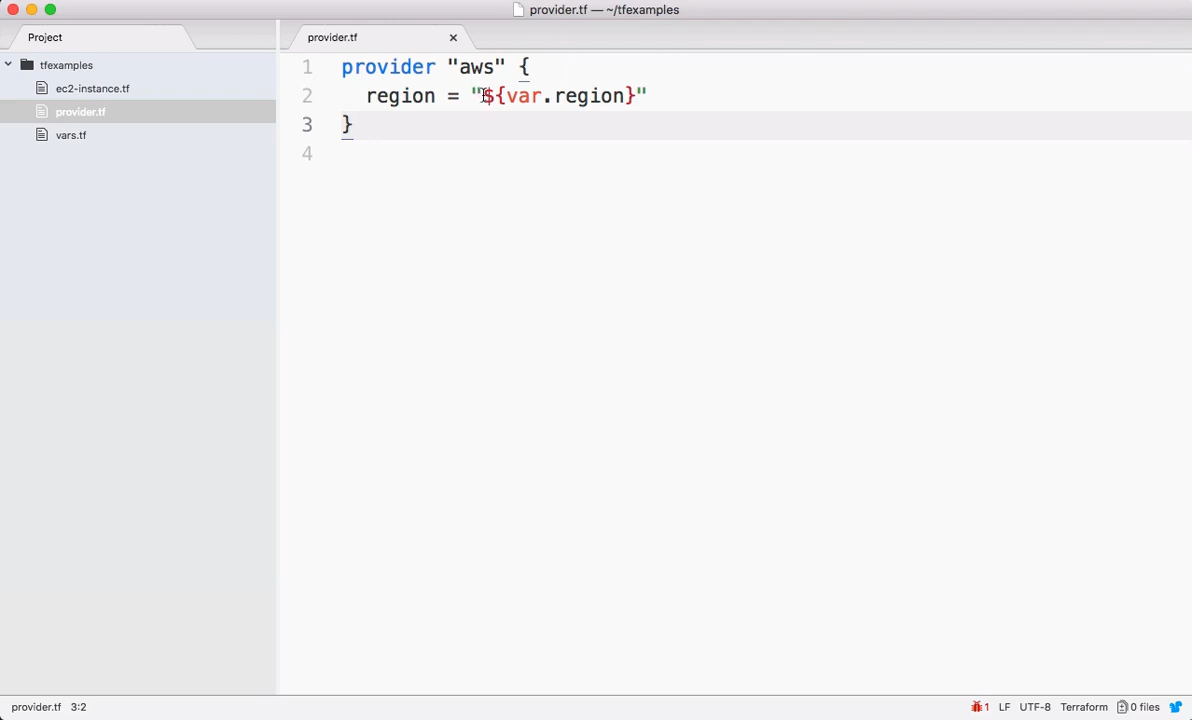 provider.tf — ~/tfexamples
Project
provider.tf
tfexamples
ec2-instance.tf
provider.tf
vars.tf
1 provider "aws" {
2 region = "${var.region}"
3 }
4
provider.tf 3:2
1 LF UTF-8 Terraform 0 files